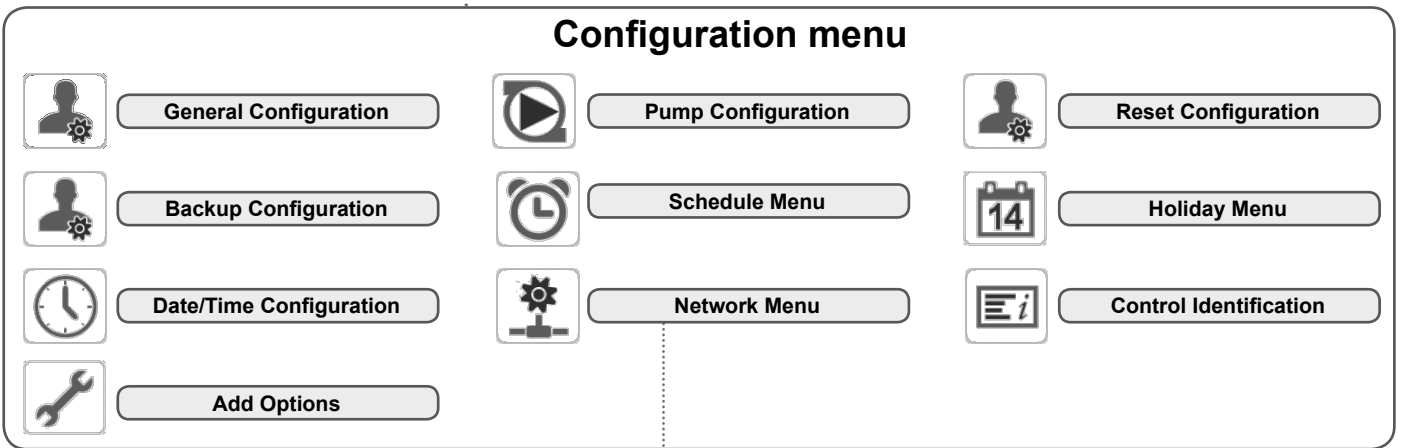 Configuration menu
General Configuration
Pump Configuration
Reset Configuration
Backup Configuration
Schedule Menu
14
Holiday Menu
Date/Time Configuration
Network Menu
i
Control Identification
Add Options